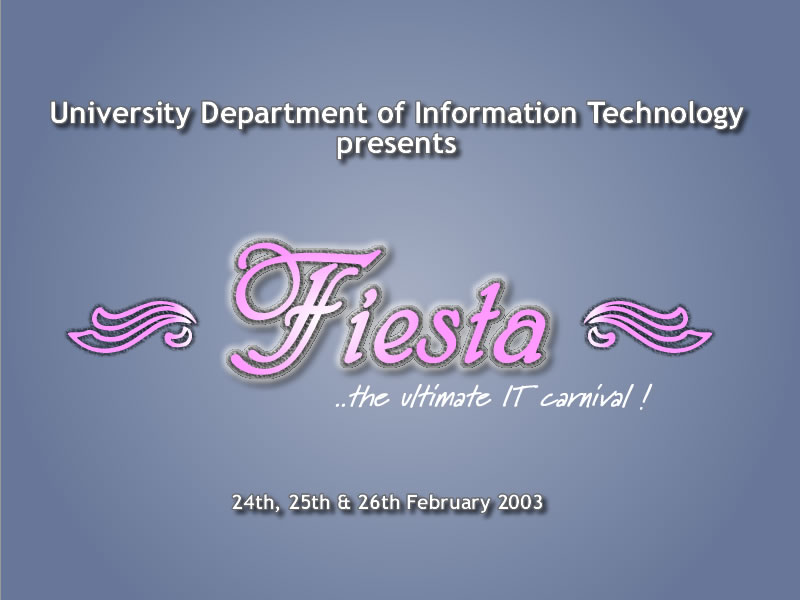 University Department of Information Technology
presents
Fiesta
..the ultimate IT carnival !
24th, 25th & 26th February 2003